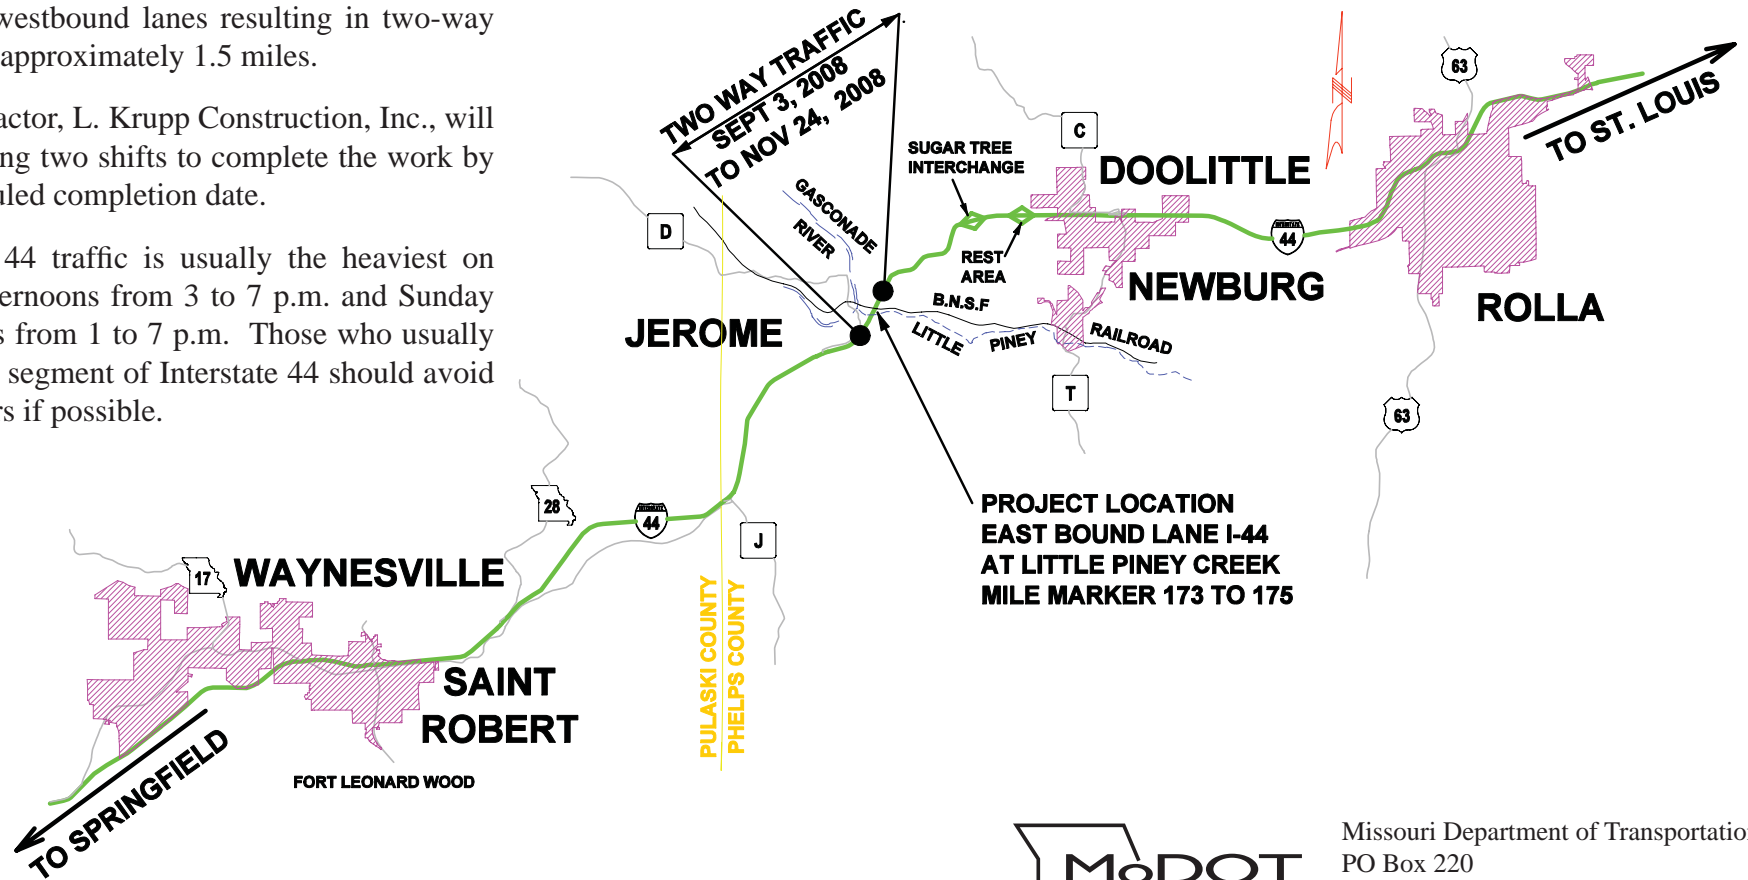 westbound lanes resulting in two-way
approximately 1.5 miles.
actor, L. Krupp Construction, Inc., will
ing two shifts to complete the work by
uled completion date.
44 traffic is usually the heaviest on
ernoons from 3 to 7 p.m. and Sunday
s from 1 to 7 p.m. Those who usually
segment of Interstate 44 should avoid
rs if possible.
TWO WAY TRAFFIC
SEPT 3, 2008
TO NOV 24, 2008
63
TO ST. LOUIS
C
SUGAR TREE
INTERCHANGE
DOOLITTLE
GASCONADE
RIVER
D
INTERSTATE
44
REST
AREA
NEWBURG
ROLLA
B.N.S.F
RAILROAD
LITTLE
PINEY
JEROME
T
63
N
PROJECT LOCATION
EAST BOUND LANE I-44
AT LITTLE PINEY CREEK
MILE MARKER 173 TO 175
28
INTERSTATE
44
J
17
WAYNESVILLE
PULASKI COUNTY
PHELPS COUNTY
SAINT
ROBERT
FORT LEONARD WOOD
TO SPRINGFIELD
MoDOT
Missouri Department of Transportatio
PO Box 220